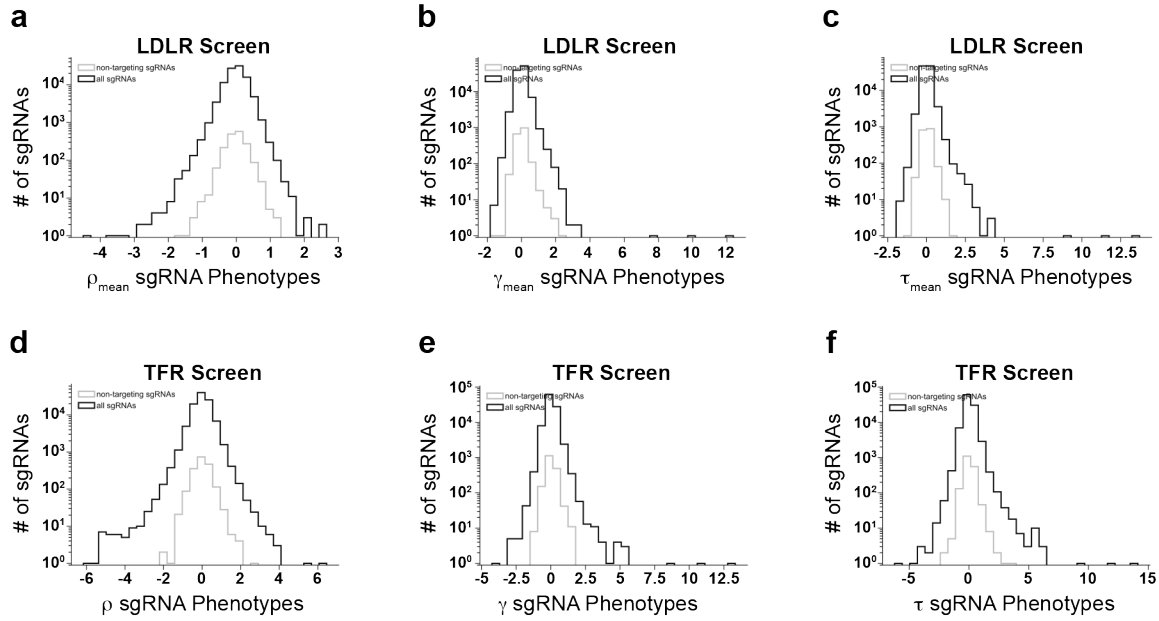 a
LDLR Screen
non-targeting sgRNAs
all sgRNAs
# of sgRNAs
10⁴
10³
10²
10¹
10⁰
-4 -3 -2 -1 0 1 2 3
ρmean sgRNA Phenotypes
b
LDLR Screen
non-targeting sgRNAs
all sgRNAs
# of sgRNAs
10⁴
10³
10²
10¹
10⁰
-2 0 2 4 6 8 10 12
γmean sgRNA Phenotypes
c
LDLR Screen
non-targeting sgRNAs
all sgRNAs
# of sgRNAs
10⁴
10³
10²
10¹
10⁰
-2.5 0 2.5 5 7.5 10 12.5
τmean sgRNA Phenotypes
d
TFR Screen
non-targeting sgRNAs
all sgRNAs
# of sgRNAs
10⁴
10³
10²
10¹
10⁰
-6 -4 -2 0 2 4 6
ρ sgRNA Phenotypes
e
TFR Screen
non-targeting sgRNAs
all sgRNAs
# of sgRNAs
10⁵
10⁴
10³
10²
10¹
10⁰
-5 -2.5 0 2.5 5 7.5 10 12.5
γ sgRNA Phenotypes
f
TFR Screen
non-targeting sgRNAs
all sgRNAs
# of sgRNAs
10⁵
10⁴
10³
10²
10¹
10⁰
-5 0 5 10 15
τ sgRNA Phenotypes